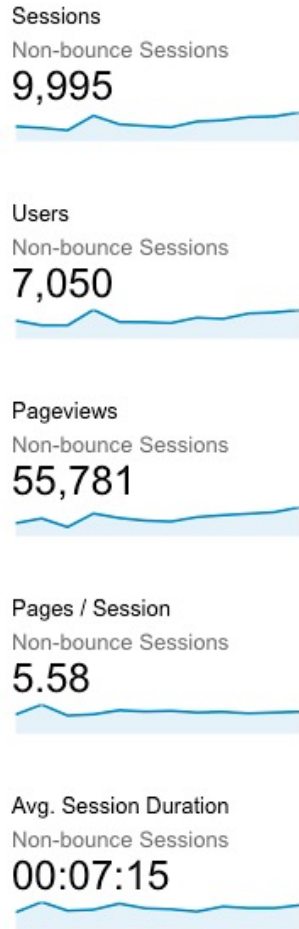 Sessions
Non-bounce Sessions
9,995
Users
Non-bounce Sessions
7,050
Pageviews
Non-bounce Sessions
55,781
Pages / Session
Non-bounce Sessions
5.58
Avg. Session Duration
Non-bounce Sessions
00:07:15